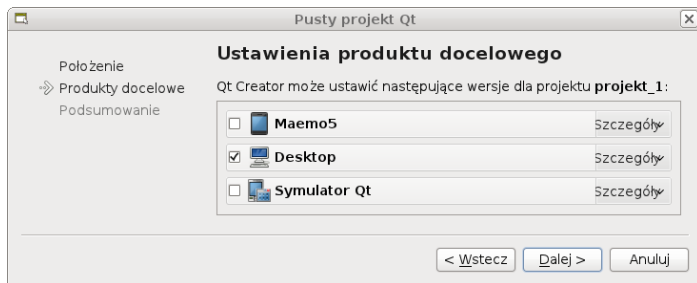 Pusty projekt Qt
Położenie
Produkty docelowe
Podsumowanie
Ustawienia produktu docelowego
Qt Creator może ustawić następujące wersje dla projektu projekt_1:
Maemo5 Szczegóły
Desktop Szczegóły
Symulator Qt Szczegóły
< Wstecz Dalej > Anuluj